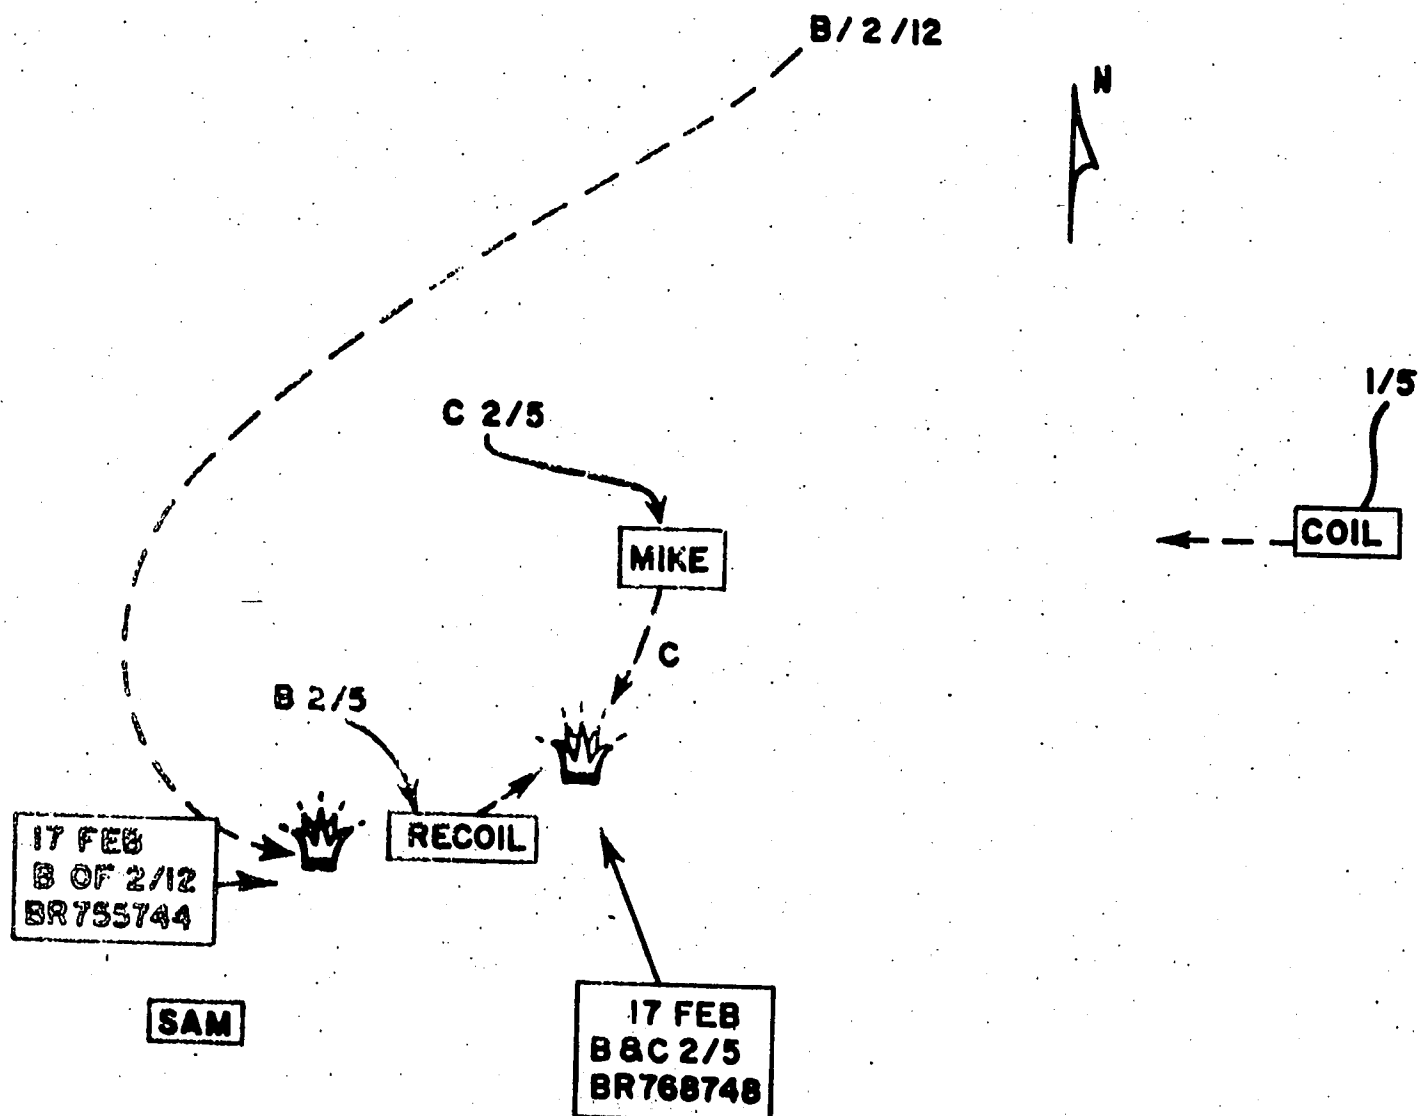 B/2/12
N
1/5
C 2/5
COIL
MIKE
C
B 2/5
RECOIL
17 FEB
B OF 2/12
BR755744
SAM
17 FEB
B&C 2/5
BR768748